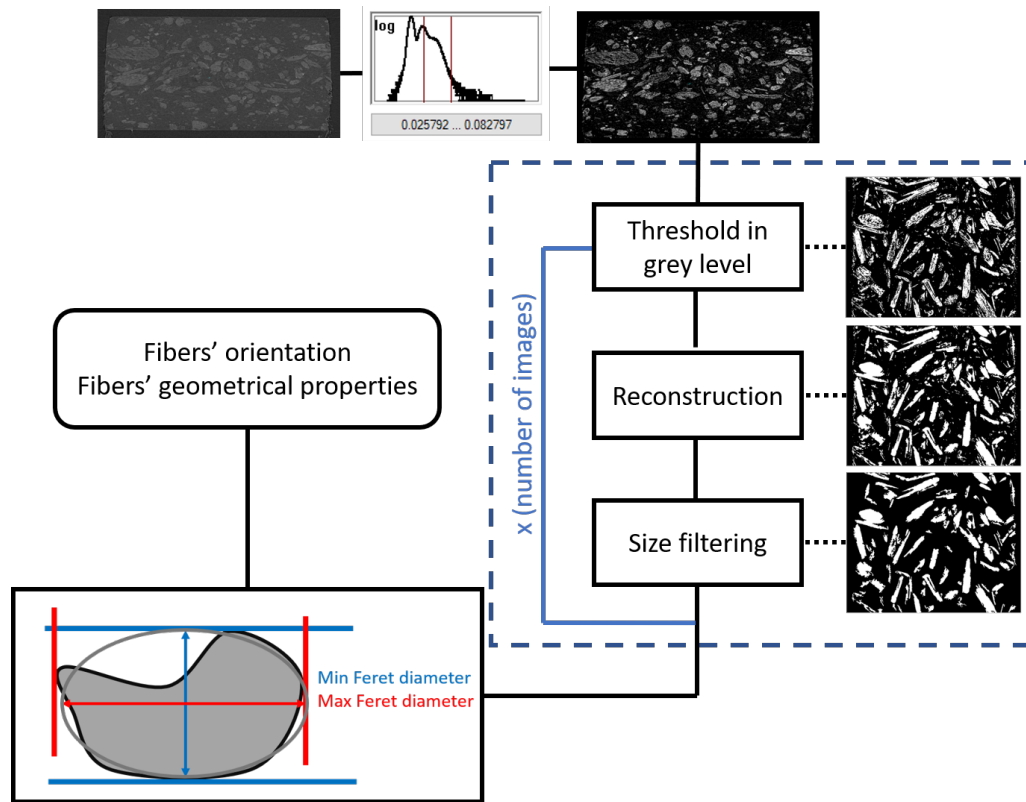 log
0.025792 ... 0.082797
Threshold in
grey level
Fibers’ orientation
Fibers’ geometrical properties
x (number of images)
Reconstruction
Size filtering
Min Feret diameter
Max Feret diameter